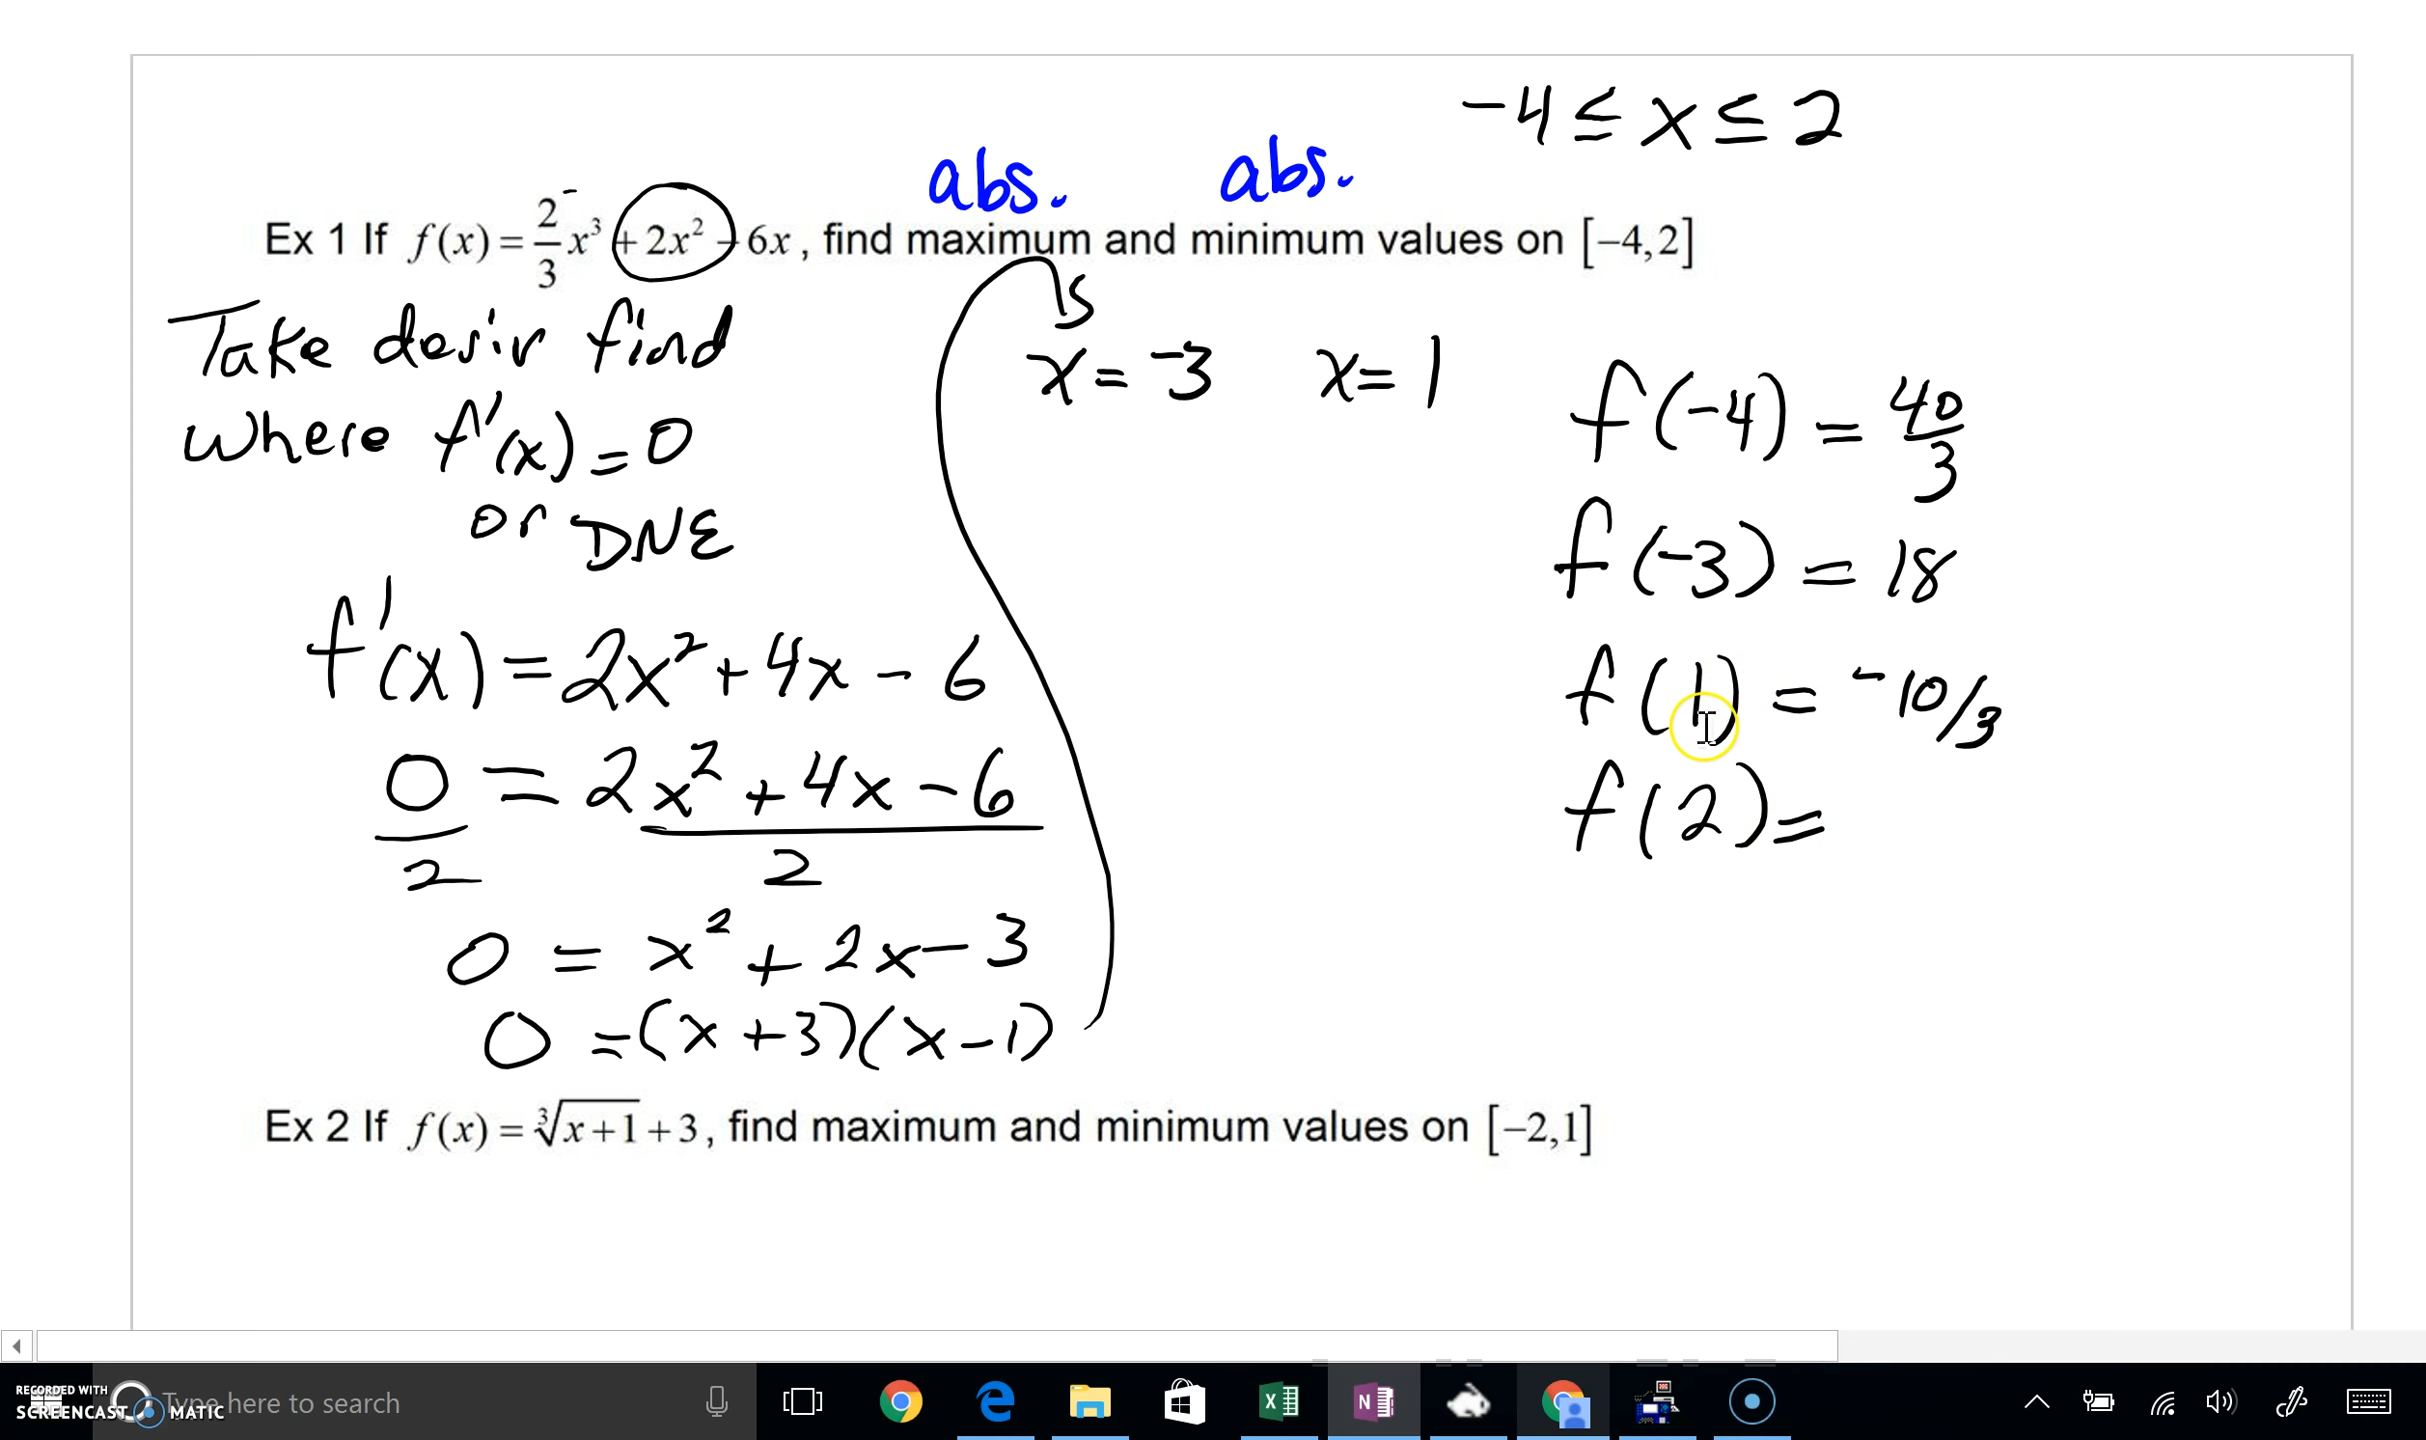 -4 ≤ x ≤ 2
abs. abs.
Ex 1 If f(x) = 2/3 x³ + 2x² - 6x, find maximum and minimum values on [-4,2]
Take deriv find
where f'(x) = 0
or DNE
f'(x) = 2x² + 4x - 6
0 = 2x² + 4x - 6
2 2
0 = x² + 2x - 3
0 = (x + 3)(x - 1)
x = -3 x = 1
f(-4) = 40/3
f(-3) = 18
f(1) = -10/3
f(2) =
Ex 2 If f(x) = ∛(x+1) + 3, find maximum and minimum values on [-2,1]
RECORDED WITH
SCREENCAST MATIC
Type here to search